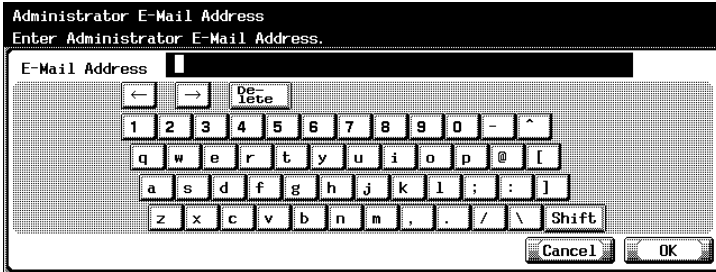 Administrator E-Mail Address
Enter Administrator E-Mail Address.
E-Mail Address
← → De-
lete
1 2 3 4 5 6 7 8 9 0 - ^
q w e r t y u i o p @ [
a s d f g h j k l ; : ]
z x c v b n m , . / \ Shift
Cancel OK